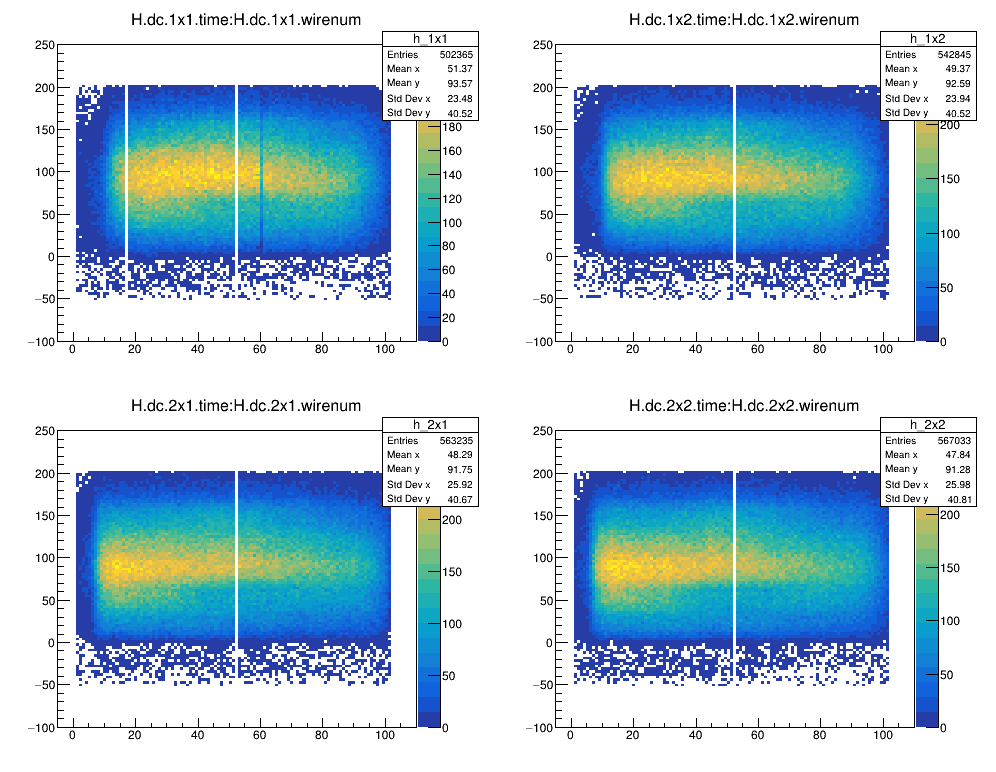 H.dc.1x1.time:H.dc.1x1.wirenum
h_1x1
Entries 502365
Mean x 51.37
Mean y 93.57
Std Dev x 23.48
Std Dev y 40.52
250
200
150
100
50
0
−50
−100
0 20 40 60 80 100
180
160
140
120
100
80
60
40
20
0
H.dc.1x2.time:H.dc.1x2.wirenum
h_1x2
Entries 542845
Mean x 49.37
Mean y 92.59
Std Dev x 23.94
Std Dev y 40.52
250
200
150
100
50
0
−50
−100
0 20 40 60 80 100
200
150
100
50
0
H.dc.2x1.time:H.dc.2x1.wirenum
h_2x1
Entries 563235
Mean x 48.29
Mean y 91.75
Std Dev x 25.92
Std Dev y 40.67
250
200
150
100
50
0
−50
−100
0 20 40 60 80 100
200
150
100
50
0
H.dc.2x2.time:H.dc.2x2.wirenum
h_2x2
Entries 567033
Mean x 47.84
Mean y 91.28
Std Dev x 25.98
Std Dev y 40.81
250
200
150
100
50
0
−50
−100
0 20 40 60 80 100
200
150
100
50
0